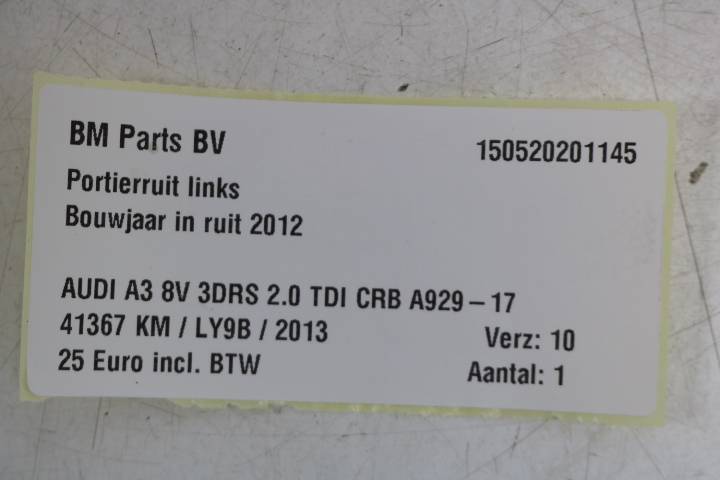 BM Parts BV
150520201145
Portierruit links
Bouwjaar in ruit 2012
AUDI A3 8V 3DRS 2.0 TDI CRB A929 – 17
41367 KM / LY9B / 2013
Verz: 10
25 Euro incl. BTW
Aantal: 1